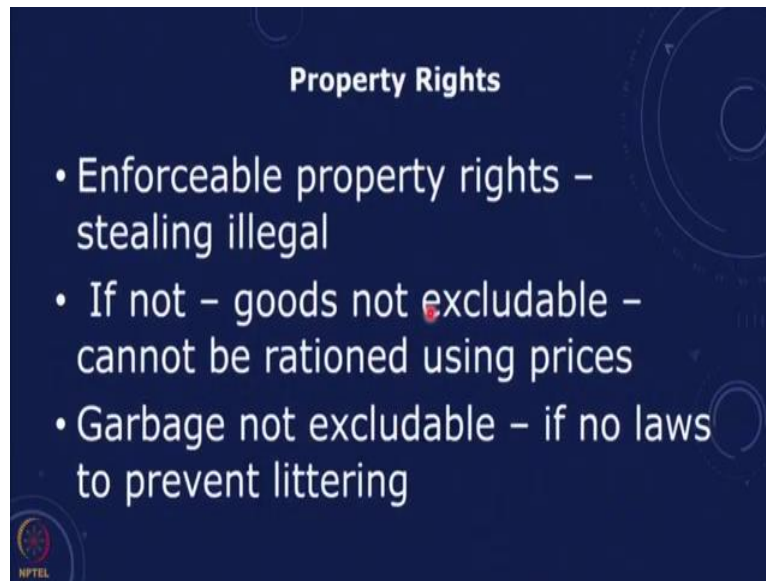 Property Rights
• Enforceable property rights –
stealing illegal
• If not – goods not excludable –
cannot be rationed using prices
• Garbage not excludable – if no laws
to prevent littering
NPTEL